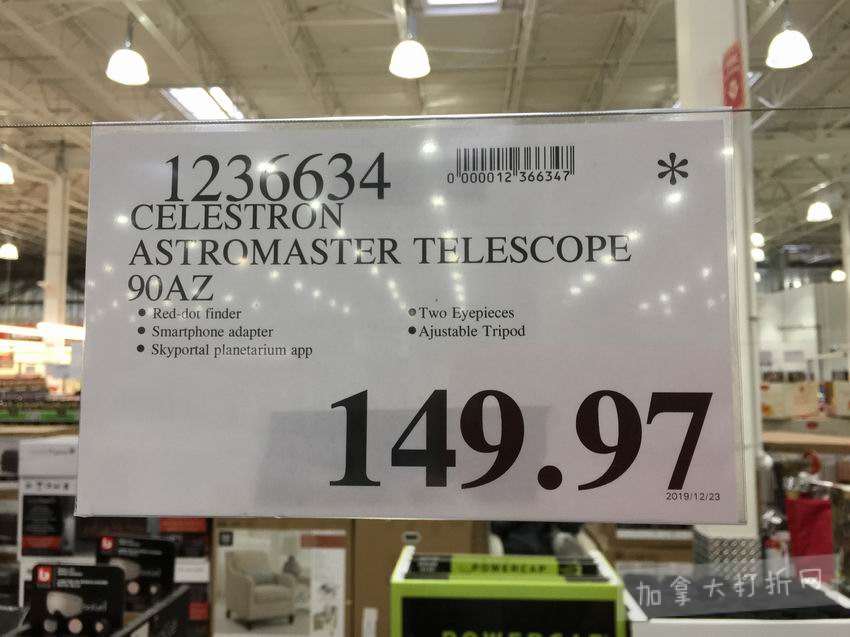 1236634
0 000012 366347
*
CELESTRON
ASTROMASTER TELESCOPE
90AZ
• Red-dot finder
• Smartphone adapter
• Skyportal planetarium app
• Two Eyepieces
• Ajustable Tripod
149.97
2019/12/23
POWERCAP
POWERCAP
加拿大打折网